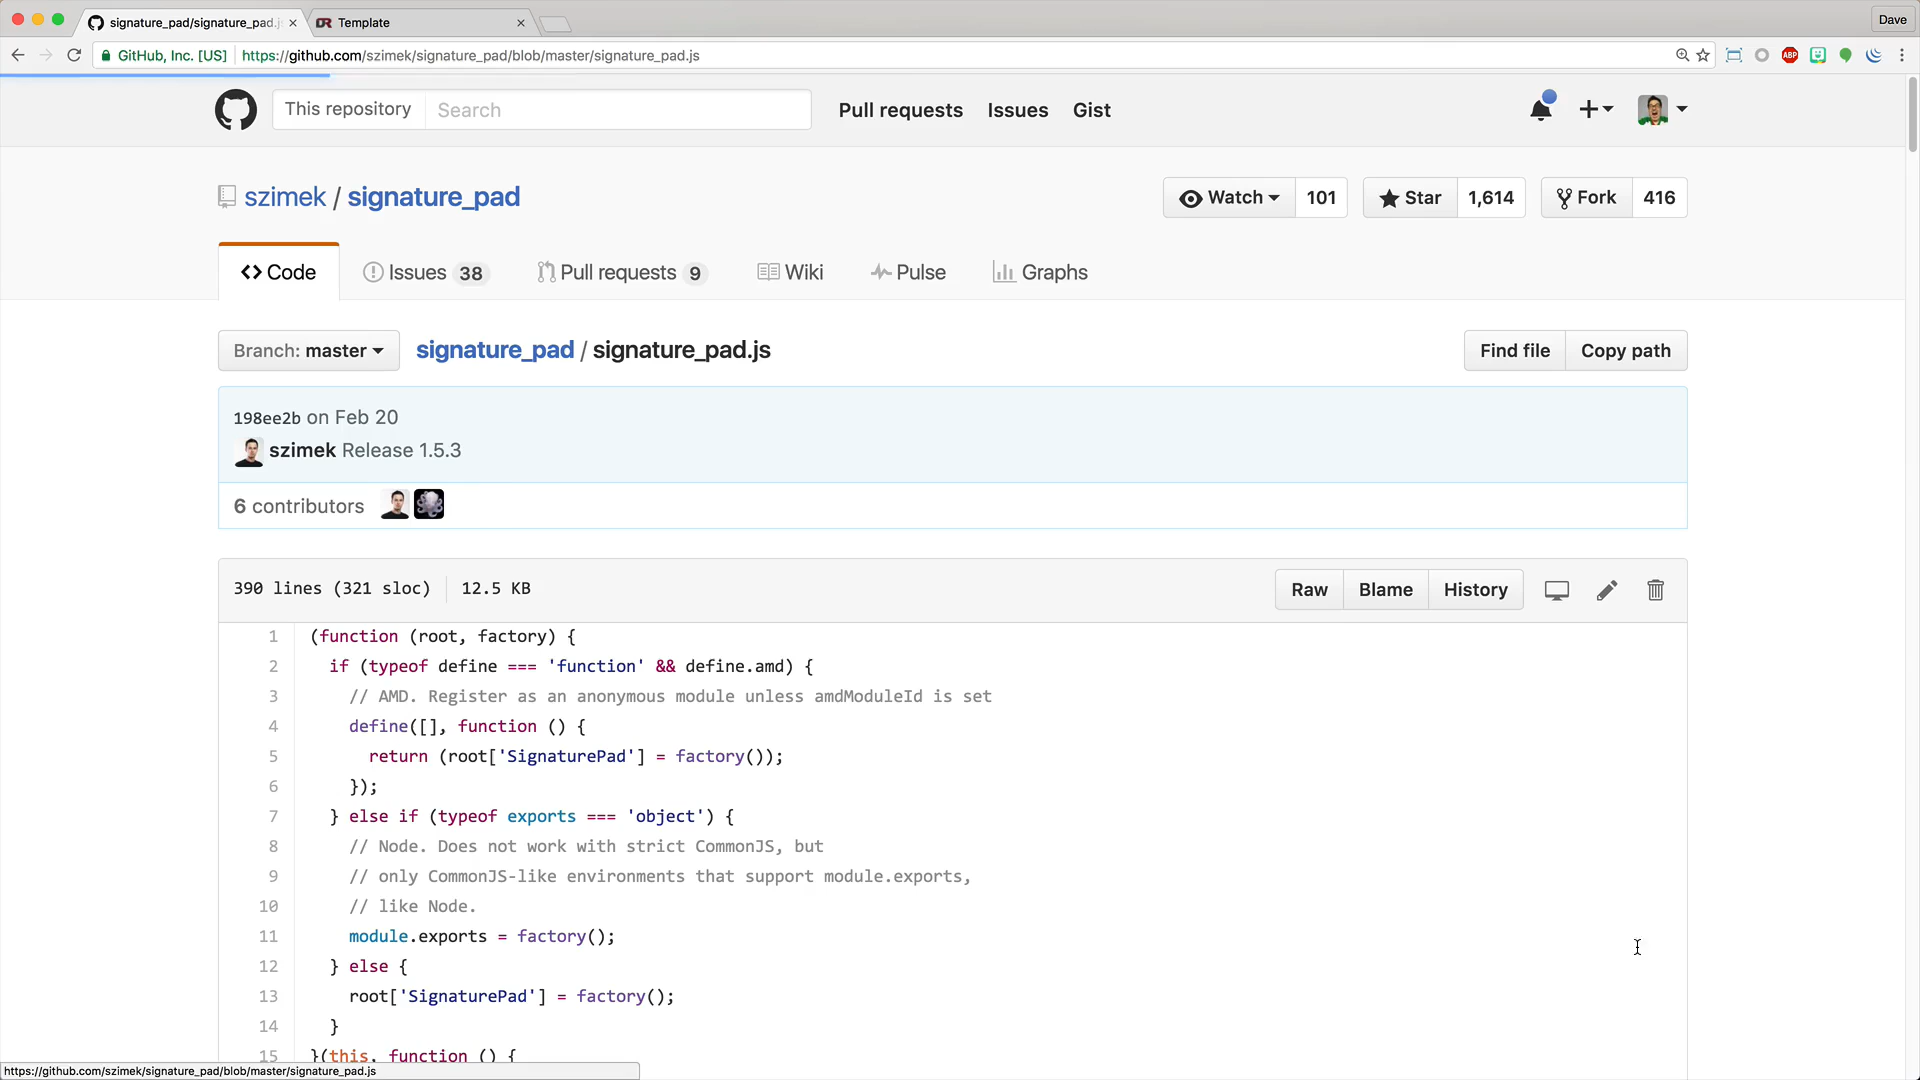 signature_pad/signature_pad.js
DR Template
Dave
GitHub, Inc. [US] https://github.com/szimek/signature_pad/blob/master/signature_pad.js
ABP
This repository Search Pull requests Issues Gist
szimek / signature_pad
Watch 101 Star 1,614 Fork 416
Code Issues 38 Pull requests 9 Wiki Pulse Graphs
Branch: master signature_pad / signature_pad.js Find file Copy path
198ee2b on Feb 20
szimek Release 1.5.3
6 contributors
390 lines (321 sloc) 12.5 KB Raw Blame History
1 (function (root, factory) {
2 if (typeof define === 'function' && define.amd) {
3 // AMD. Register as an anonymous module unless amdModuleId is set
4 define([], function () {
5 return (root['SignaturePad'] = factory());
6 });
7 } else if (typeof exports === 'object') {
8 // Node. Does not work with strict CommonJS, but
9 // only CommonJS-like environments that support module.exports,
10 // like Node.
11 module.exports = factory();
12 } else {
13 root['SignaturePad'] = factory();
14 }
15 }(this, function () {
https://github.com/szimek/signature_pad/blob/master/signature_pad.js